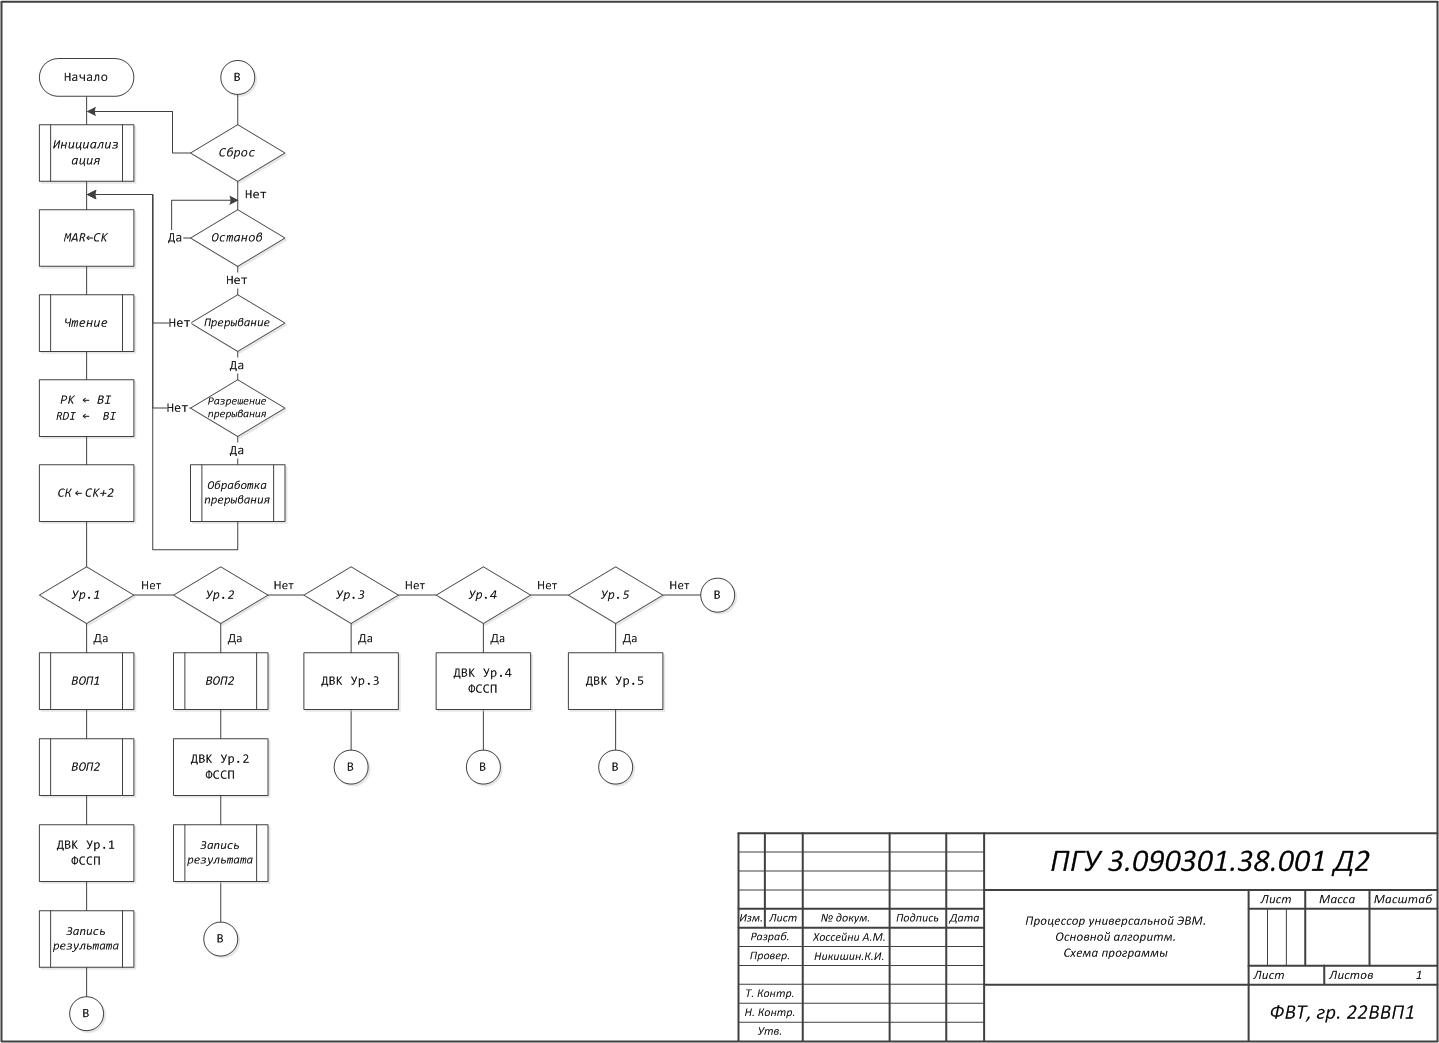 Начало
Инициализ
ация
MAR←СК
Чтение
РК ← BI
RDI ← BI
СК←СК+2
В
Сброс
Нет
Останов
Да
Нет
Прерывание
Нет
Да
Разрешение
прерывания
Нет
Да
Обработка
прерывания
Ур.1
Нет
Ур.2
Нет
Ур.3
Нет
Ур.4
Нет
Ур.5
Нет
В
Да
Да
Да
Да
Да
ВОП1
ВОП2
ДВК Ур.3
ДВК Ур.4
ФССП
ДВК Ур.5
ВОП2
ДВК Ур.2
ФССП
В
В
В
ДВК Ур.1
ФССП
Запись
результата
Запись
результата
В
В
ПГУ 3.090301.38.001 Д2
Изм. Лист № докум. Подпись Дата
Разраб. Хоссейни А.М.
Провер. Никишин.К.И.
Т. Контр.
Н. Контр.
Утв.
Процессор универсальной ЭВМ.
Основной алгоритм.
Схема программы
Лист Масса Масштаб
Лист Листов 1
ФВТ, гр. 22ВВП1